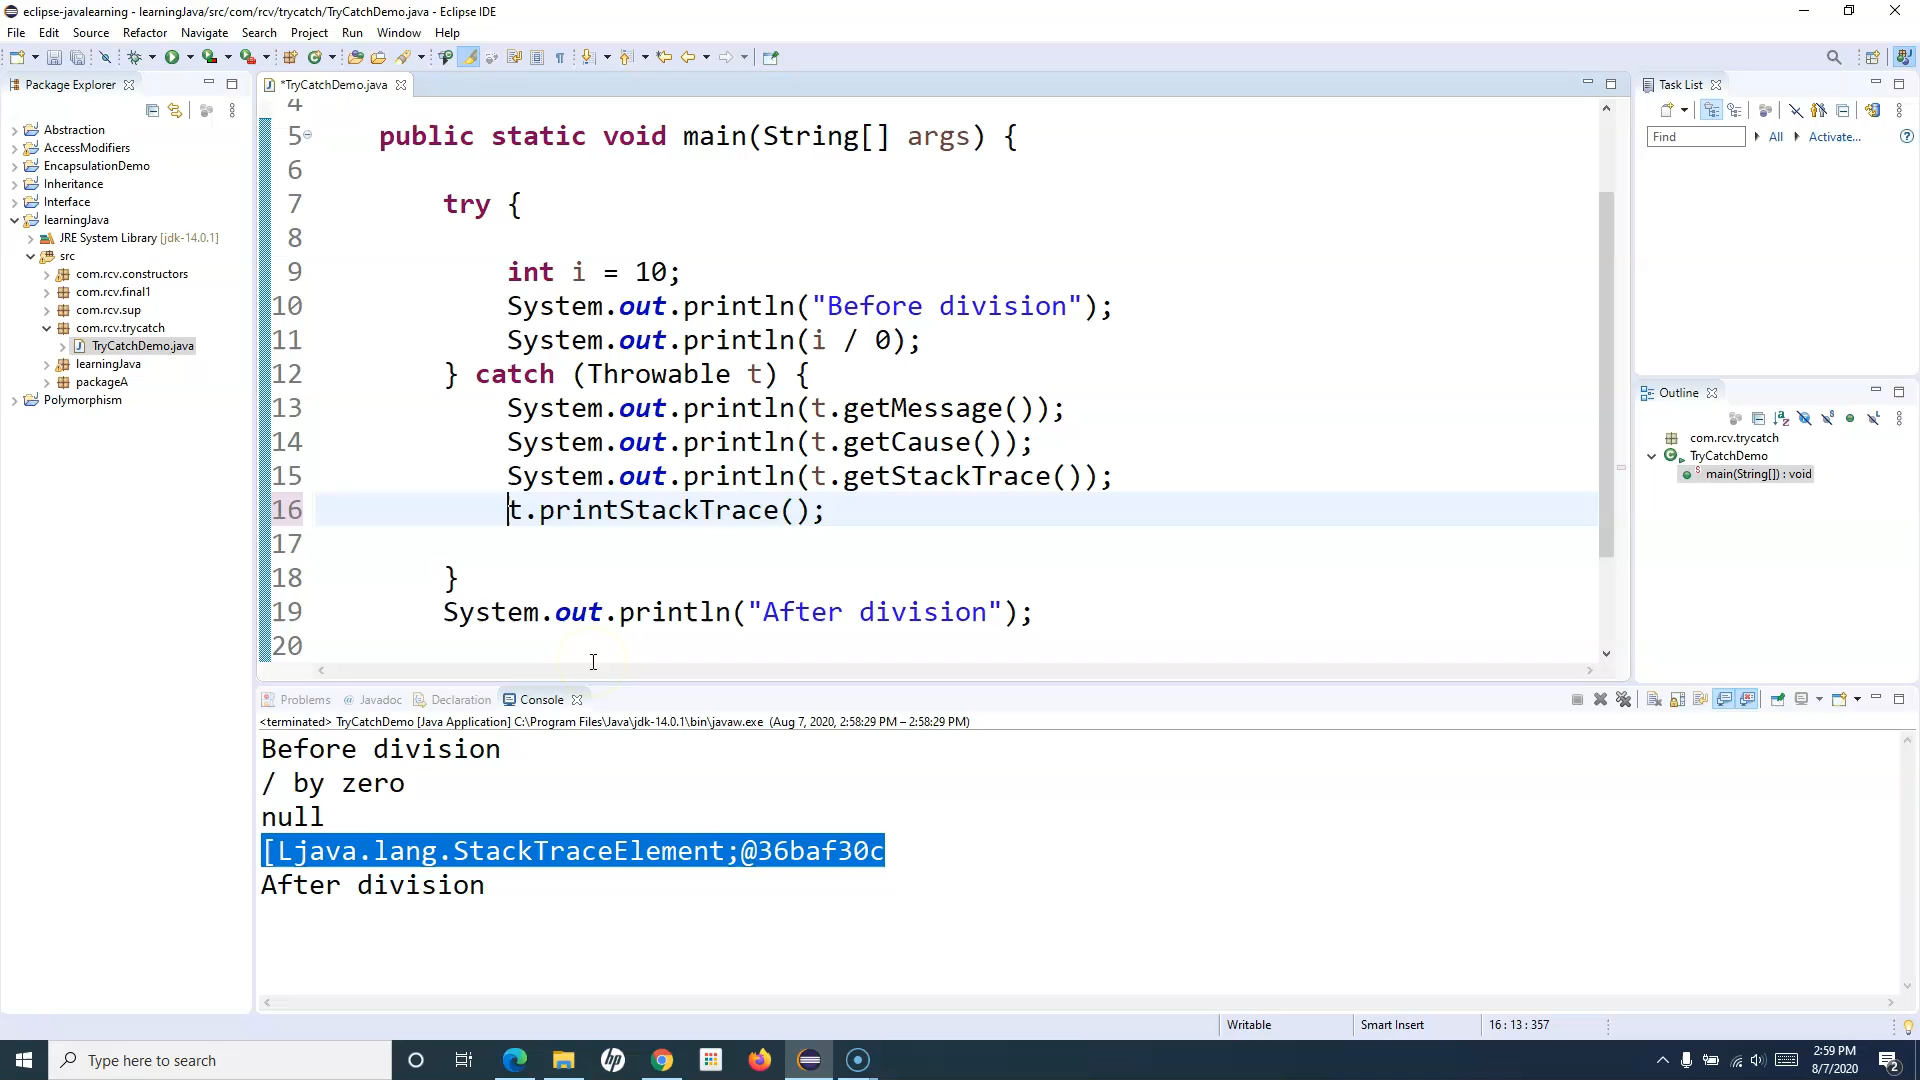 eclipse-javalearning - learningJava/src/com/rcv/trycatch/TryCatchDemo.java - Eclipse IDE
File Edit Source Refactor Navigate Search Project Run Window Help
Package Explorer
Abstraction
AccessModifiers
EncapsulationDemo
Inheritance
Interface
learningJava
JRE System Library [jdk-14.0.1]
src
com.rcv.constructors
com.rcv.final1
com.rcv.sup
com.rcv.trycatch
TryCatchDemo.java
learningJava
packageA
Polymorphism
*TryCatchDemo.java
4
5 public static void main(String[] args) {
6
7 try {
8
9 int i = 10;
10 System.out.println("Before division");
11 System.out.println(i / 0);
12 } catch (Throwable t) {
13 System.out.println(t.getMessage());
14 System.out.println(t.getCause());
15 System.out.println(t.getStackTrace());
16 t.printStackTrace();
17
18 }
19 System.out.println("After division");
20
Task List
Find All Activate...
Outline
com.rcv.trycatch
TryCatchDemo
main(String[]) : void
Problems Javadoc Declaration Console
<terminated> TryCatchDemo [Java Application] C:\Program Files\Java\jdk-14.0.1\bin\javaw.exe (Aug 7, 2020, 2:58:29 PM – 2:58:29 PM)
Before division
/ by zero
null
[Ljava.lang.StackTraceElement;@36baf30c
After division
Writable Smart Insert 16 : 13 : 357
Type here to search
2:59 PM
8/7/2020
2